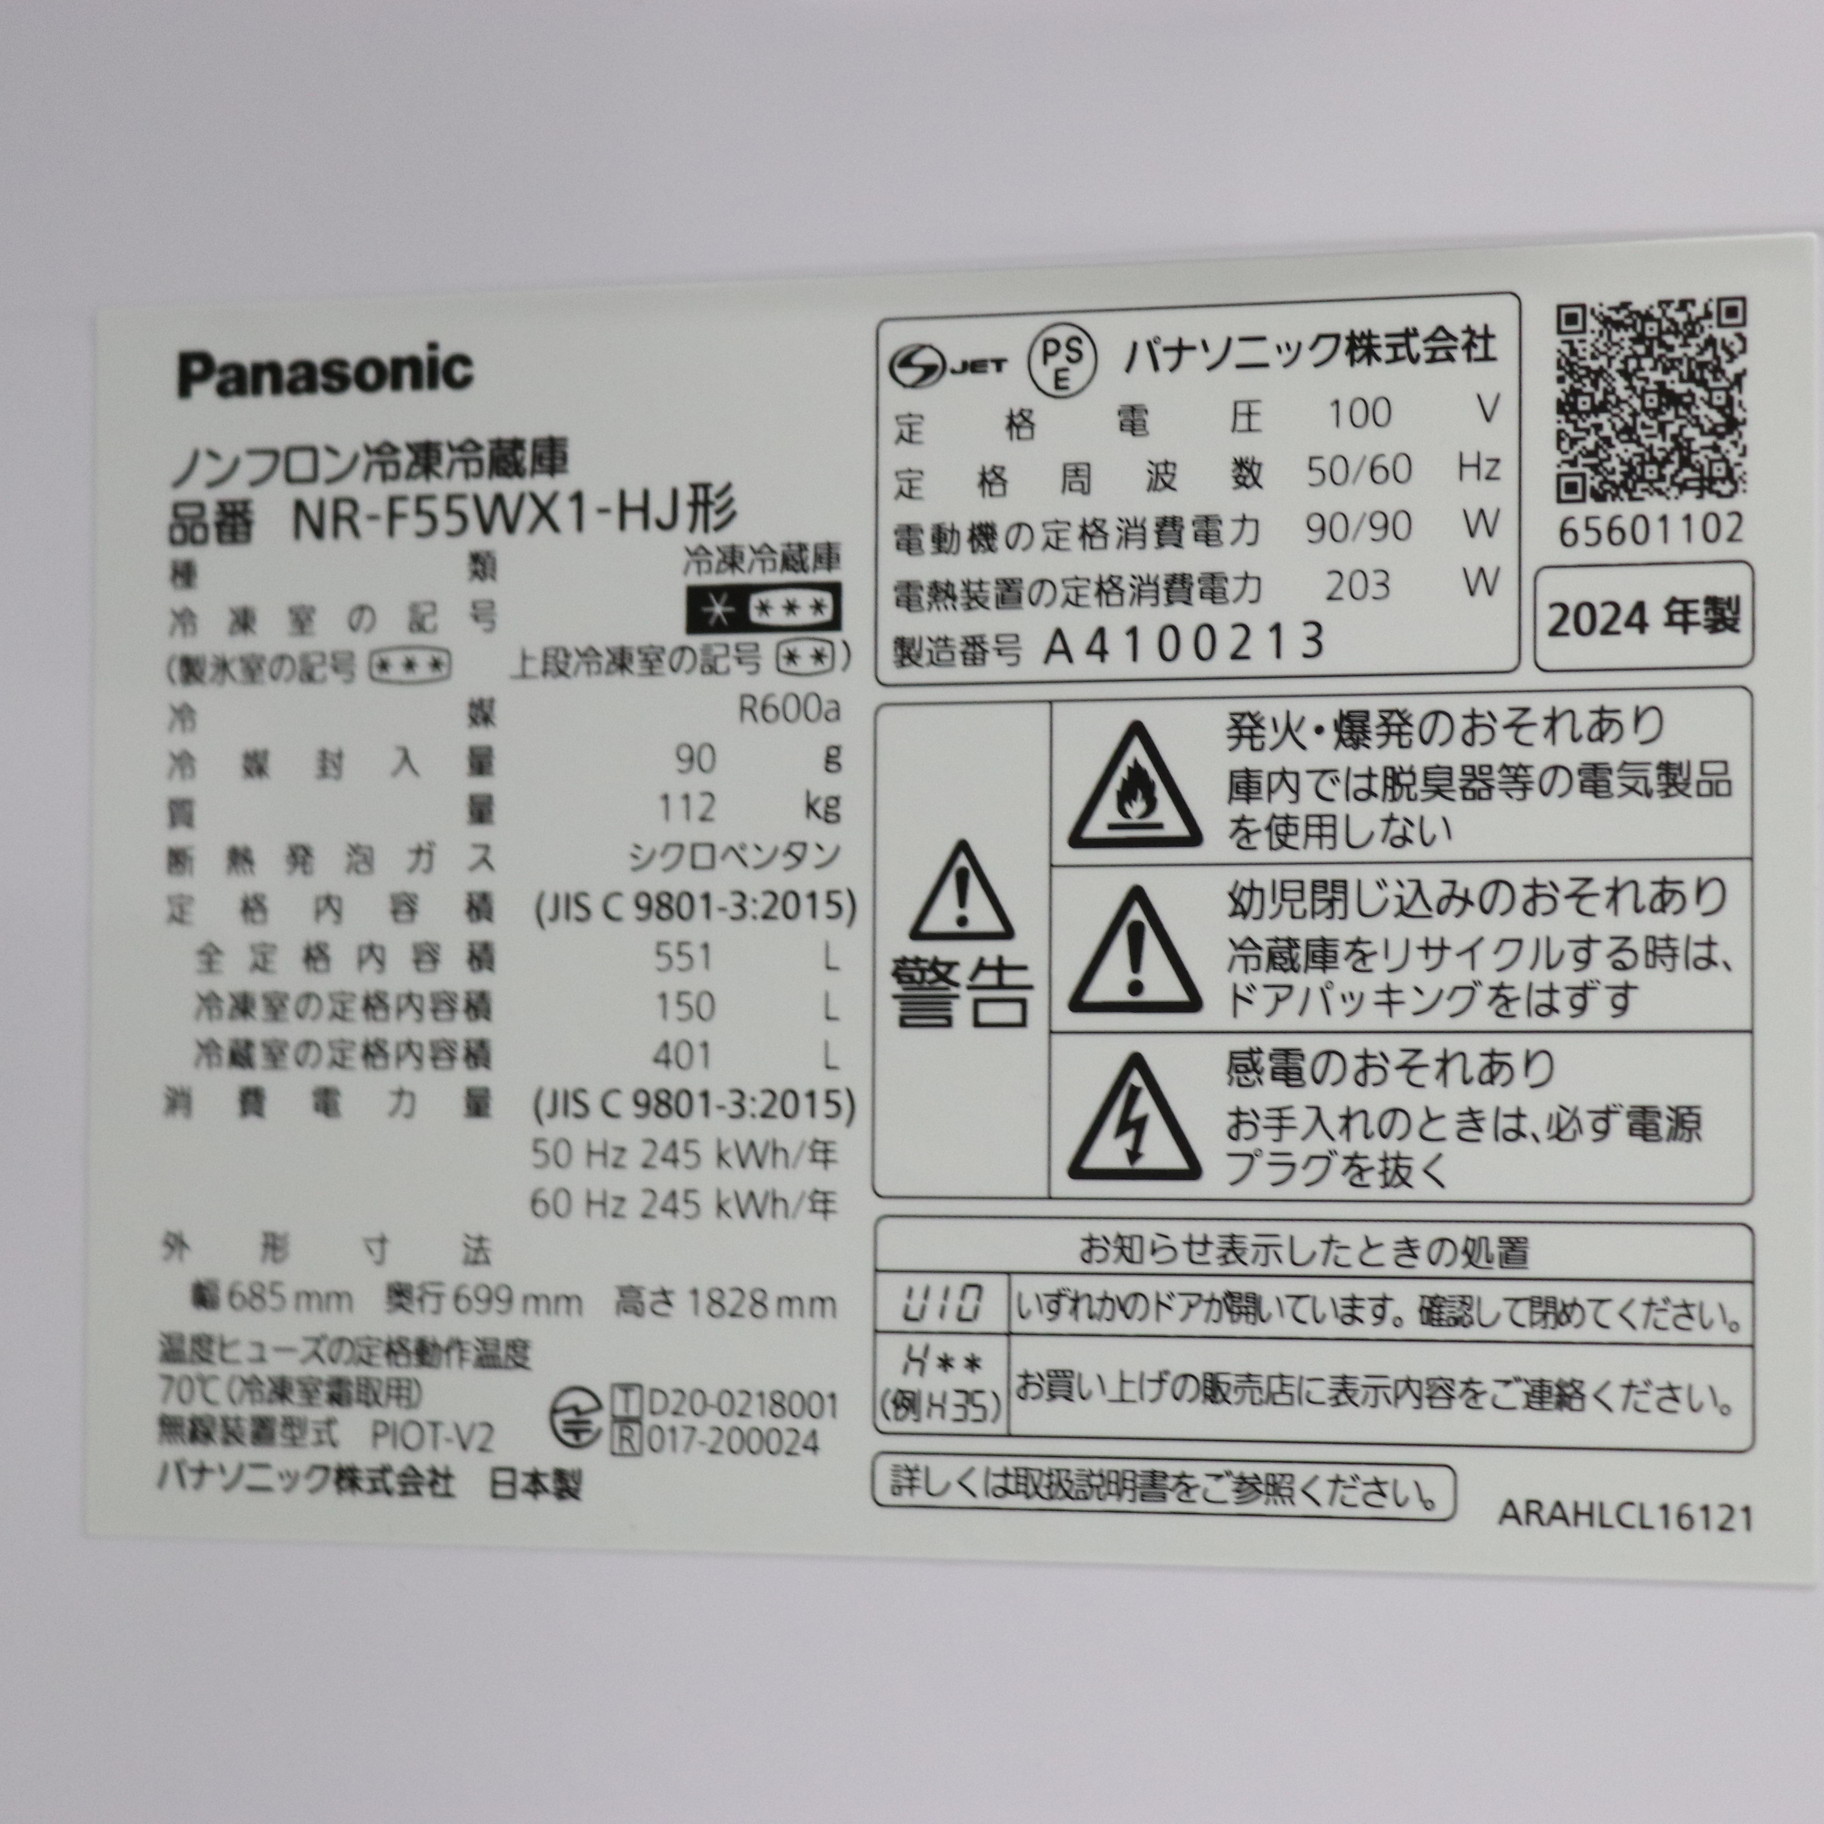 Panasonic
ノンフロン冷凍冷蔵庫
品番 NR-F55WX1-HJ形
種類 冷凍冷蔵庫
冷凍室の記号 * ***
(製氷室の記号 *** 上段冷凍室の記号 **)
冷媒 R600a
冷媒封入量 90 g
質量 112 kg
断熱発泡ガス シクロペンタン
定格内容積 (JIS C 9801-3:2015)
全定格内容積 551 L
冷凍室の定格内容積 150 L
冷蔵室の定格内容積 401 L
消費電力量 (JIS C 9801-3:2015)
50 Hz 245 kWh/年
60 Hz 245 kWh/年
外形寸法
幅685mm 奥行699mm 高さ1828mm
温度ヒューズの定格動作温度
70℃(冷凍室霜取用)
無線装置型式 PIOT-V2
T D20-0218001
R 017-200024
パナソニック株式会社 日本製
JET PSE パナソニック株式会社
定格電圧 100 V
定格周波数 50/60 Hz
電動機の定格消費電力 90/90 W
電熱装置の定格消費電力 203 W
製造番号 A4100213
65601102
2024年製
警告
発火・爆発のおそれあり
庫内では脱臭器等の電気製品
を使用しない
幼児閉じ込みのおそれあり
冷蔵庫をリサイクルする時は、
ドアパッキングをはずす
感電のおそれあり
お手入れのときは、必ず電源
プラグを抜く
お知らせ表示したときの処置
U10 いずれかのドアが開いています。確認して閉めてください。
H**
(例H35) お買い上げの販売店に表示内容をご連絡ください。
詳しくは取扱説明書をご参照ください。
ARAHLCL16121